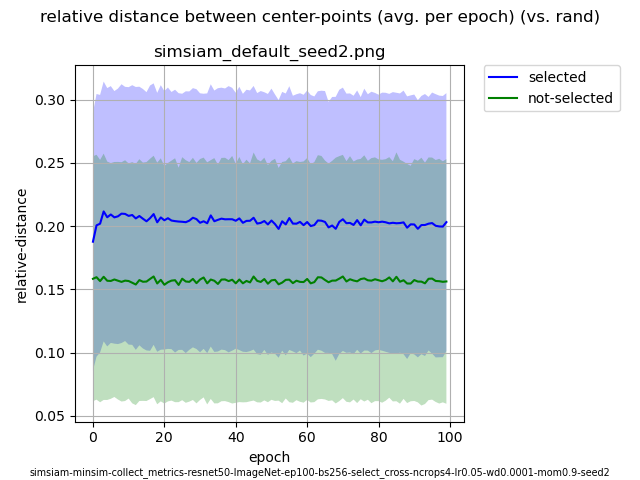 relative distance between center-points (avg. per epoch) (vs. rand)
simsiam_default_seed2.png
selected
not-selected
0.30
0.25
0.20
0.15
0.10
0.05
relative-distance
0 20 40 60 80 100
epoch
simsiam-minsim-collect_metrics-resnet50-ImageNet-ep100-bs256-select_cross-ncrops4-lr0.05-wd0.0001-mom0.9-seed2